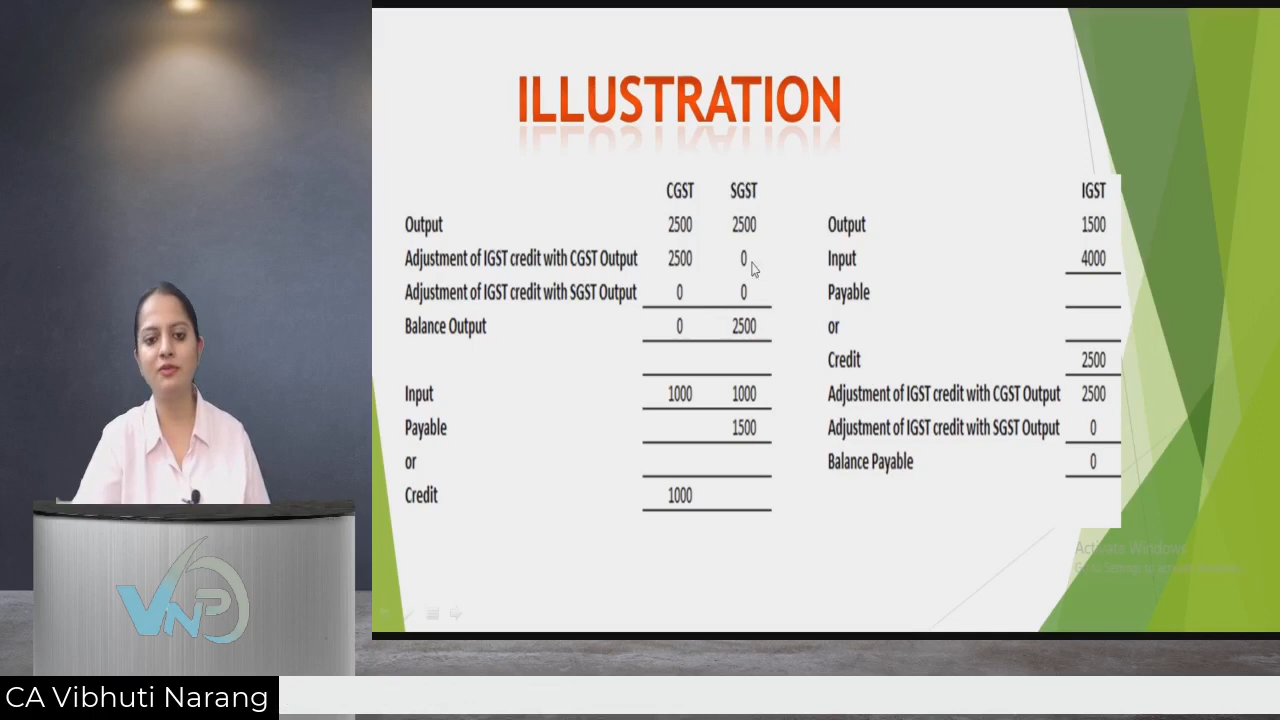 ILLUSTRATION
CGST SGST
Output 2500 2500
Adjustment of IGST credit with CGST Output 2500 0
Adjustment of IGST credit with SGST Output 0 0
Balance Output 0 2500
Input 1000 1000
Payable 1500
or
Credit 1000
IGST
Output 1500
Input 4000
Payable
or
Credit 2500
Adjustment of IGST credit with CGST Output 2500
Adjustment of IGST credit with SGST Output 0
Balance Payable 0
Activate Windows
VNP
CA Vibhuti Narang